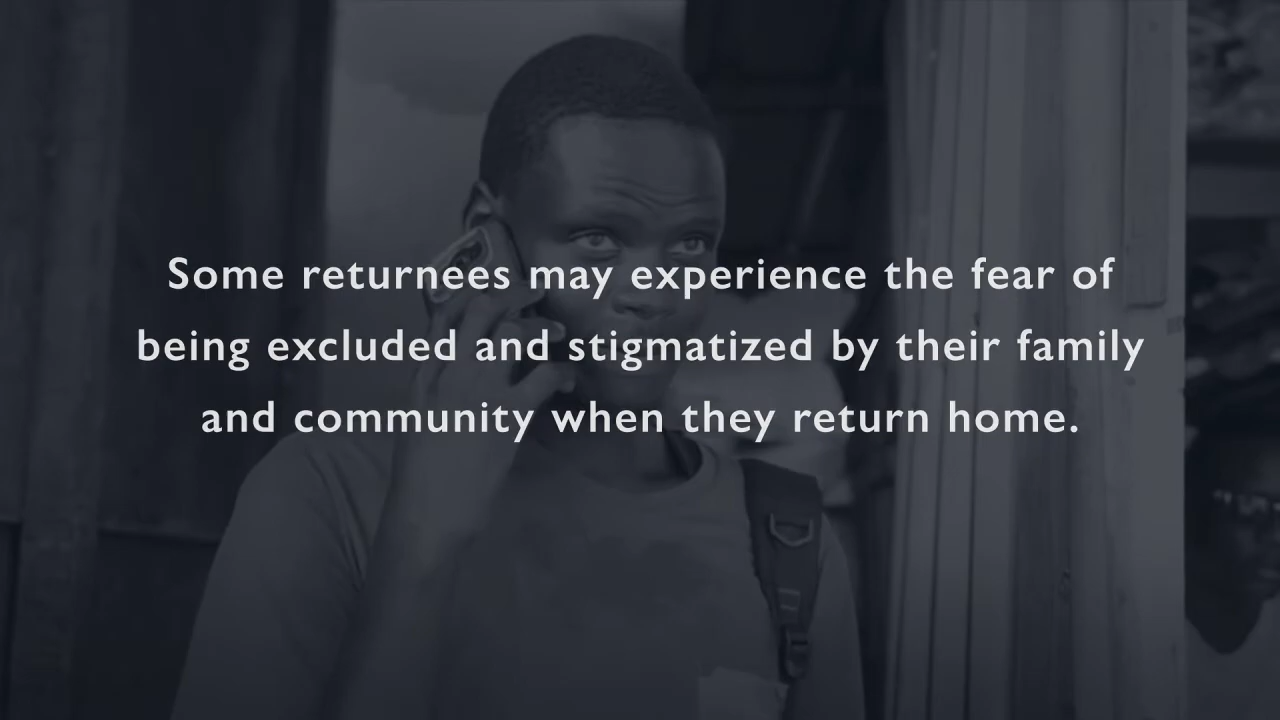 Some returnees may experience the fear of
being excluded and stigmatized by their family
and community when they return home.